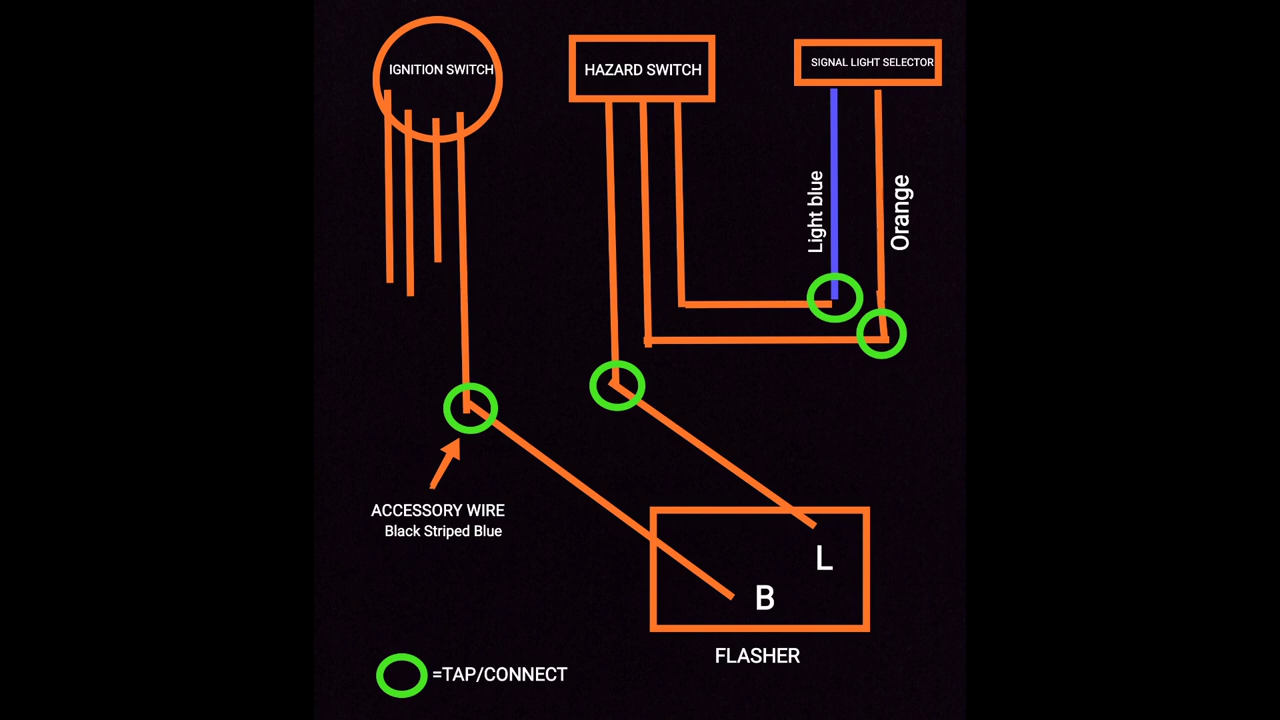 IGNITION SWITCH
HAZARD SWITCH
SIGNAL LIGHT SELECTOR
Light blue
Orange
ACCESSORY WIRE
Black Striped Blue
L
B
FLASHER
=TAP/CONNECT